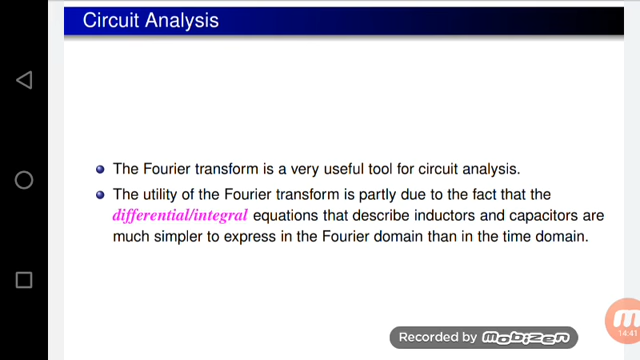 Circuit Analysis
The Fourier transform is a very useful tool for circuit analysis.
The utility of the Fourier transform is partly due to the fact that the
differential/integral equations that describe inductors and capacitors are
much simpler to express in the Fourier domain than in the time domain.
Recorded by mobizen
14:41